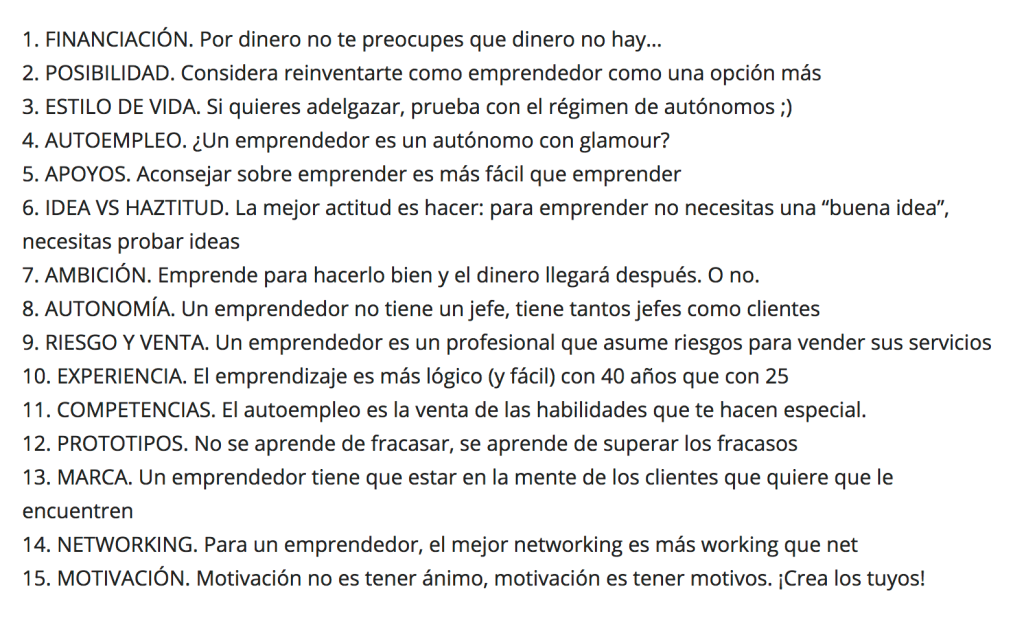 1. FINANCIACIÓN. Por dinero no te preocupes que dinero no hay...
2. POSIBILIDAD. Considera reinventarte como emprendedor como una opción más
3. ESTILO DE VIDA. Si quieres adelgazar, prueba con el régimen de autónomos ;)
4. AUTOEMPLEO. ¿Un emprendedor es un autónomo con glamour?
5. APOYOS. Aconsejar sobre emprender es más fácil que emprender
6. IDEA VS HAZTITUD. La mejor actitud es hacer: para emprender no necesitas una “buena idea”,
necesitas probar ideas
7. AMBICIÓN. Emprende para hacerlo bien y el dinero llegará después. O no.
8. AUTONOMÍA. Un emprendedor no tiene un jefe, tiene tantos jefes como clientes
9. RIESGO Y VENTA. Un emprendedor es un profesional que asume riesgos para vender sus servicios
10. EXPERIENCIA. El emprendizaje es más lógico (y fácil) con 40 años que con 25
11. COMPETENCIAS. El autoempleo es la venta de las habilidades que te hacen especial.
12. PROTOTIPOS. No se aprende de fracasar, se aprende de superar los fracasos
13. MARCA. Un emprendedor tiene que estar en la mente de los clientes que quiere que le
encuentren
14. NETWORKING. Para un emprendedor, el mejor networking es más working que net
15. MOTIVACIÓN. Motivación no es tener ánimo, motivación es tener motivos. ¡Crea los tuyos!